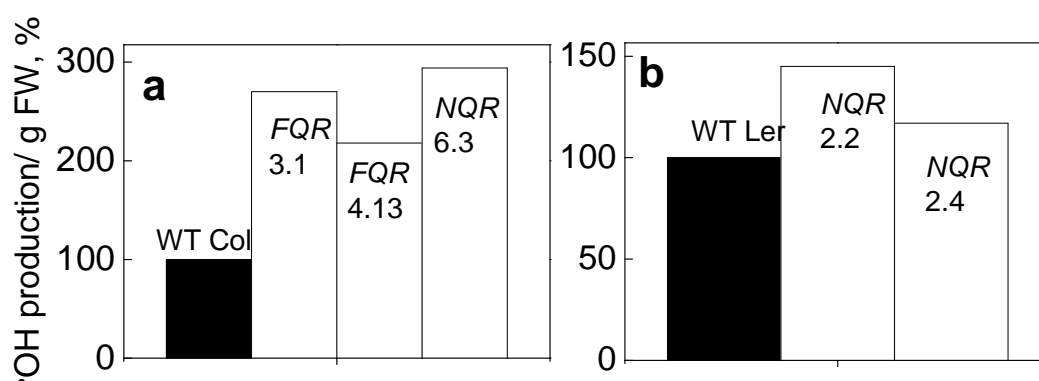 •OH production/ g FW, %
a
300
200
100
0
WT Col
FQR
3.1
FQR
4.13
NQR
6.3
b
150
100
50
0
WT Ler
NQR
2.2
NQR
2.4